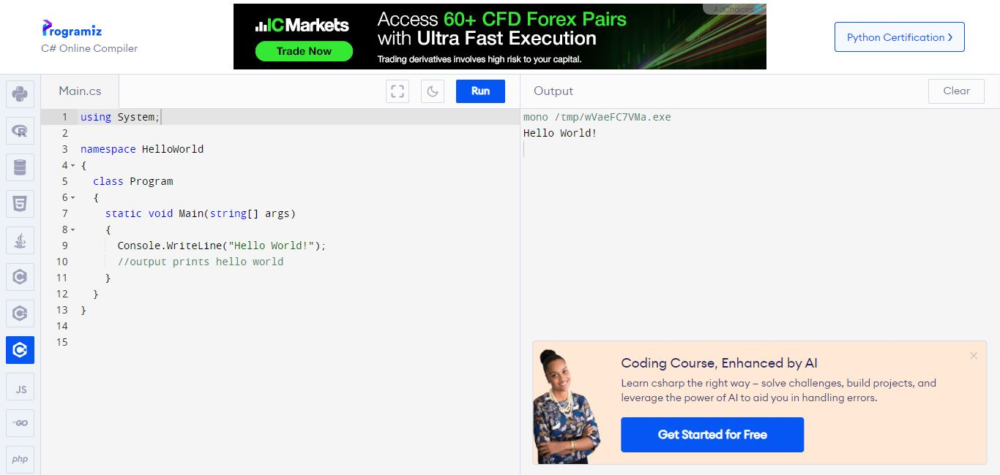 Programiz
C# Online Compiler
IC Markets
Trade Now
Access 60+ CFD Forex Pairs
with Ultra Fast Execution
Trading derivatives involves high risk to your capital.
AdChoices
Python Certification
Main.cs
Run
Output
Clear
1 using System;
2
3 namespace HelloWorld
4 {
5 class Program
6 {
7 static void Main(string[] args)
8 {
9 Console.WriteLine("Hello World!");
10 //output prints hello world
11 }
12 }
13 }
14
15
mono /tmp/wVaeFC7VMa.exe
Hello World!
R
5
C
C
C
JS
GO
php
Coding Course, Enhanced by AI
Learn csharp the right way – solve challenges, build projects, and
leverage the power of AI to aid you in handling errors.
Get Started for Free